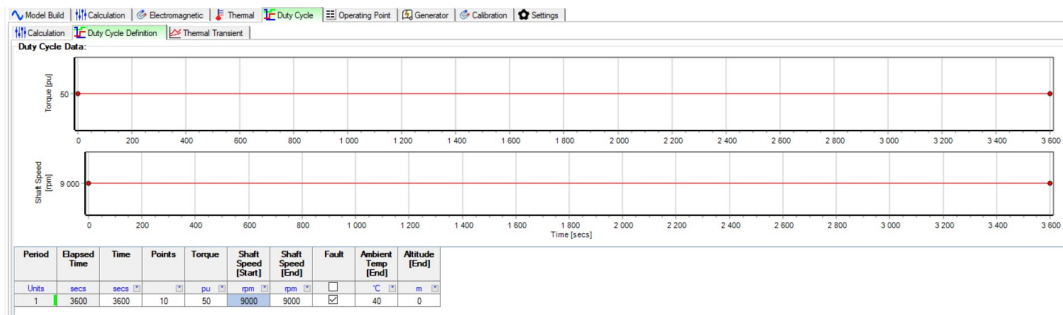 Model Build Calculation Electromagnetic Thermal Duty Cycle Operating Point Generator Calibration Settings
Calculation Duty Cycle Definition Thermal Transient
Duty Cycle Data:
Torque [pu]
50
0 200 400 600 800 1 000 1 200 1 400 1 600 1 800 2 000 2 200 2 400 2 600 2 800 3 000 3 200 3 400 3 600
Shaft Speed
[rpm]
9 000
0 200 400 600 800 1 000 1 200 1 400 1 600 1 800 2 000 2 200 2 400 2 600 2 800 3 000 3 200 3 400 3 600
Time [secs]
Period Elapsed Time Time Points Torque Shaft Speed [Start] Shaft Speed [End] Fault Ambient Temp [End] Altitude [End]
Units secs secs pu rpm rpm °C m
1 3600 3600 10 50 9000 9000 40 0